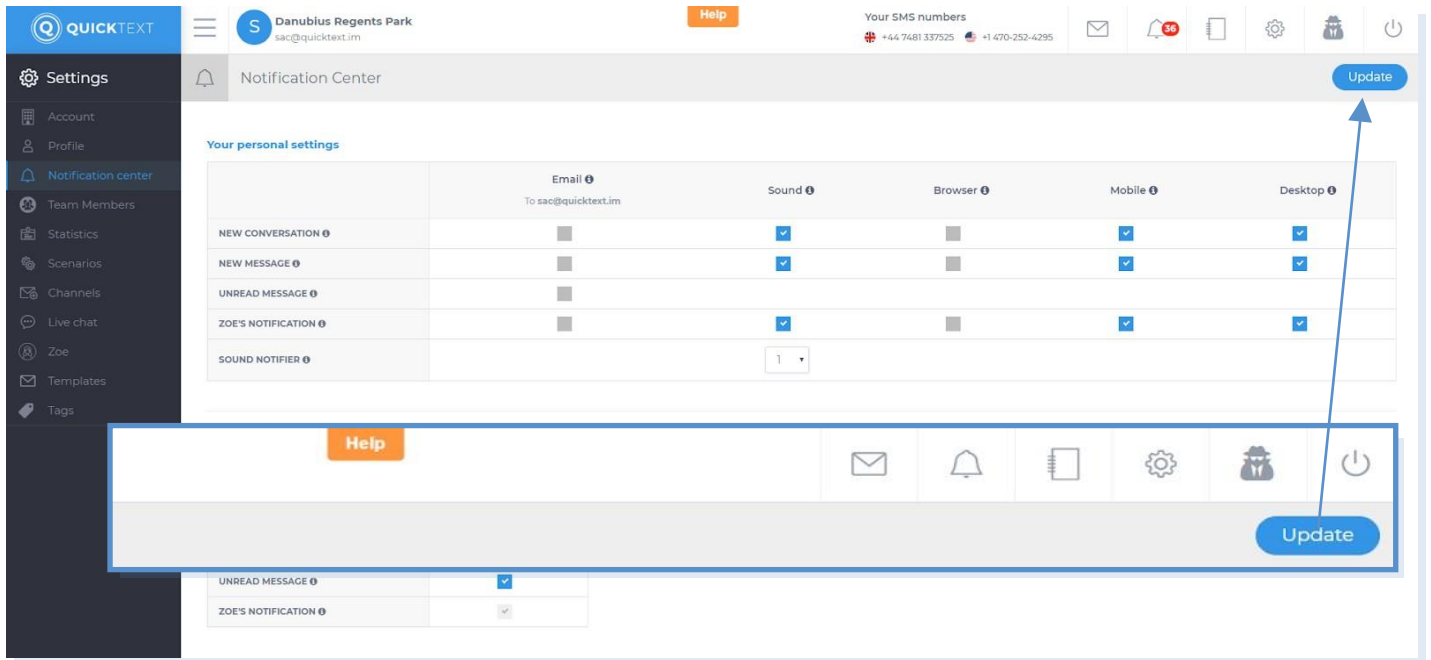 QUICKTEXT
S
Danubius Regents Park
sac@quicktext.im
Help
Your SMS numbers
+44 7481 337525 +1 470-252-4295
36
Settings
Notification Center
Update
Account
Profile
Notification center
Team Members
Statistics
Scenarios
Channels
Live chat
Zoe
Templates
Tags
Your personal settings
Email
To sac@quicktext.im
Sound
Browser
Mobile
Desktop
NEW CONVERSATION
NEW MESSAGE
UNREAD MESSAGE
ZOE'S NOTIFICATION
SOUND NOTIFIER
1
Help
Update
UNREAD MESSAGE
ZOE'S NOTIFICATION